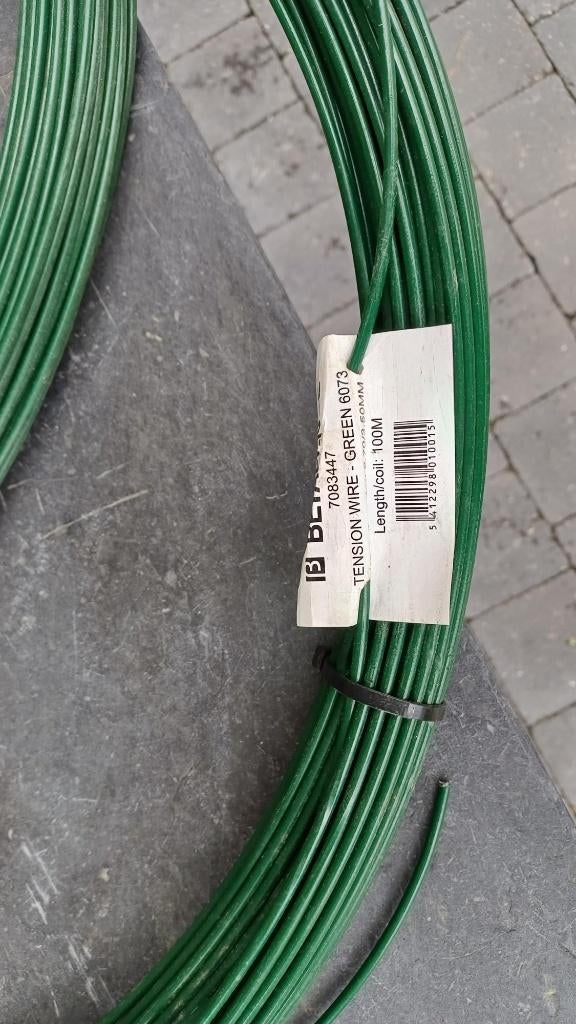 7083447
TENSION WIRE - GREEN 6073
Length/coil: 100M
5 412298 010015